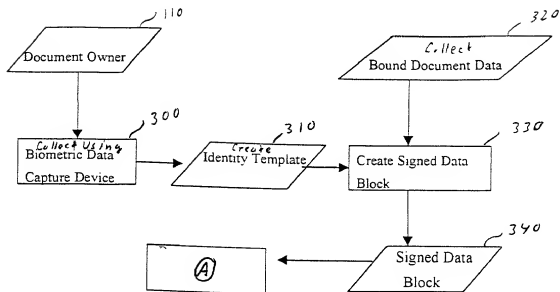 110
Document Owner
320
Collect
Bound Document Data
300
Collect Using
Biometric Data
Capture Device
310
Create
Identity Template
330
Create Signed Data
Block
340
Signed Data
Block
A